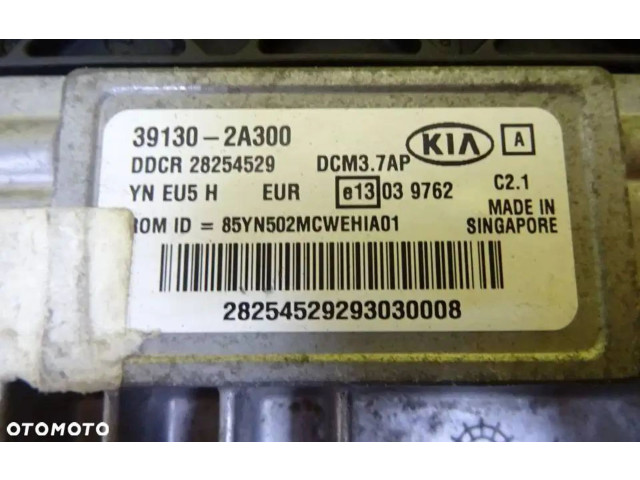 39130-2A300
DDCR 28254529 DCM3.7AP KIA A
YN EU5 H EUR e13 03 9762 C2.1
ROM ID = 85YN502MCWEHIA01 MADE IN
SINGAPORE
28254529293030008
OTOMOTO